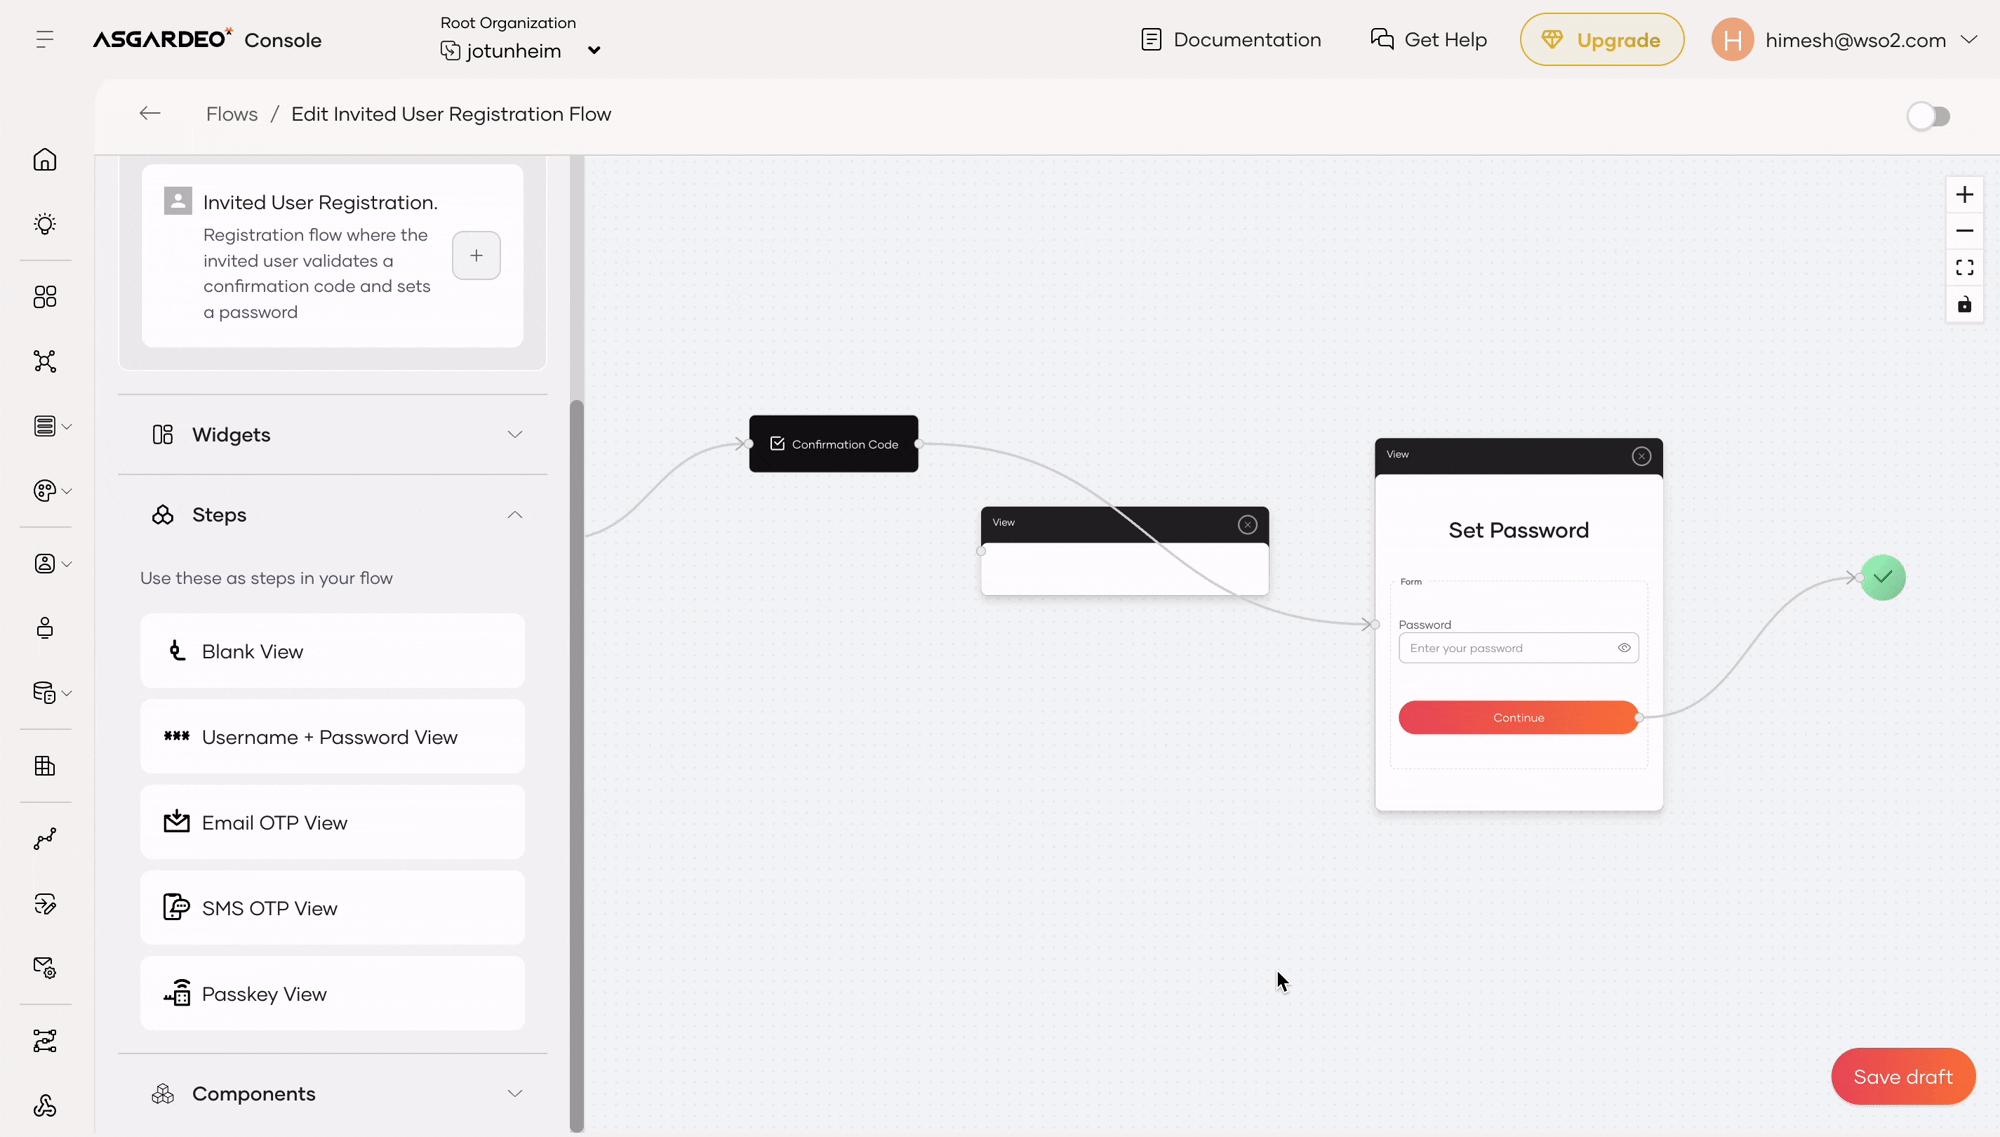 ASGARDEO Console
Root Organization
jotunheim
Documentation
Get Help
Upgrade
H
himesh@wso2.com
Flows / Edit Invited User Registration Flow
Invited User Registration.
Registration flow where the
invited user validates a
confirmation code and sets
a password
Widgets
Steps
Use these as steps in your flow
Blank View
Username + Password View
Email OTP View
SMS OTP View
Passkey View
Components
Confirmation Code
View
View
Set Password
Form
Password
Enter your password
Continue
Save draft